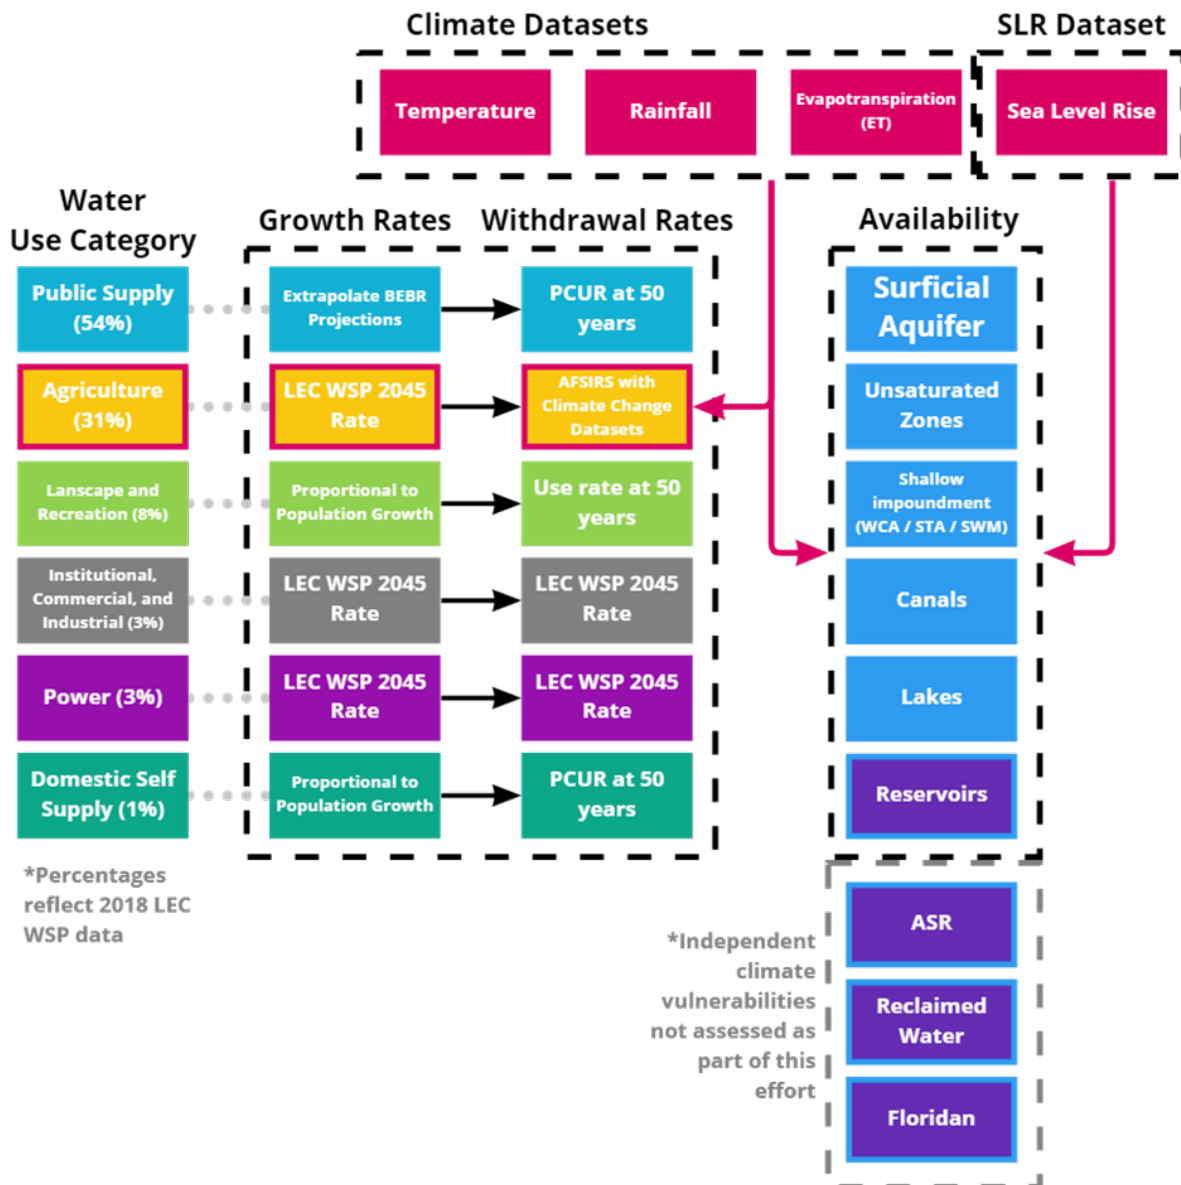 Climate Datasets
SLR Dataset
Temperature
Rainfall
Evapotranspiration
(ET)
Sea Level Rise
Water
Use Category
Growth Rates
Withdrawal Rates
Availability
Public Supply
(54%)
Extrapolate BEBR
Projections
PCUR at 50
years
Surficial
Aquifer
Agriculture
(31%)
LEC WSP 2045
Rate
AFSIRS with
Climate Change
Datasets
Unsaturated
Zones
Lanscape and
Recreation (8%)
Proportional to
Population Growth
Use rate at 50
years
Shallow
impoundment
(WCA / STA / SWM)
Institutional,
Commercial, and
Industrial (3%)
LEC WSP 2045
Rate
LEC WSP 2045
Rate
Canals
Power (3%)
LEC WSP 2045
Rate
LEC WSP 2045
Rate
Lakes
Domestic Self
Supply (1%)
Proportional to
Population Growth
PCUR at 50
years
Reservoirs
*Percentages
reflect 2018 LEC
WSP data
*Independent
climate
vulnerabilities
not assessed as
part of this
effort
ASR
Reclaimed
Water
Floridan